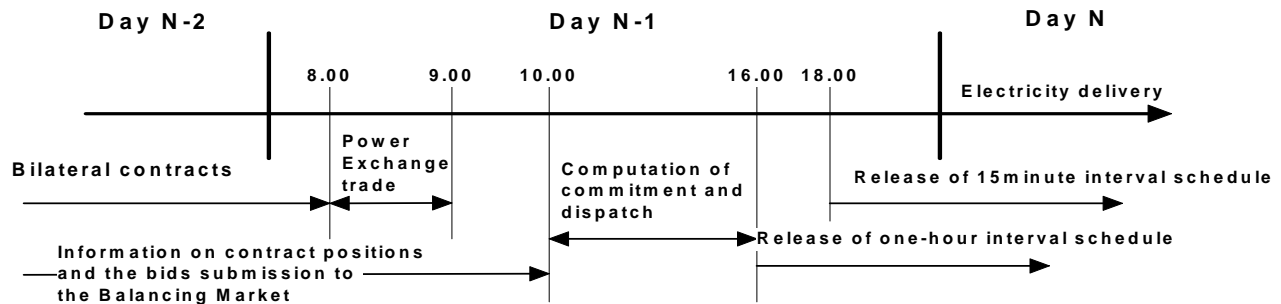 Day N-2
Day N-1
Day N
8.00
9.00
10.00
16.00
18.00
Electricity delivery
Bilateral contracts
Power
Exchange
trade
Computation of
commitment and
dispatch
Release of 15minute interval schedule
Release of one-hour interval schedule
Information on contract positions
and the bids submission to
the Balancing Market